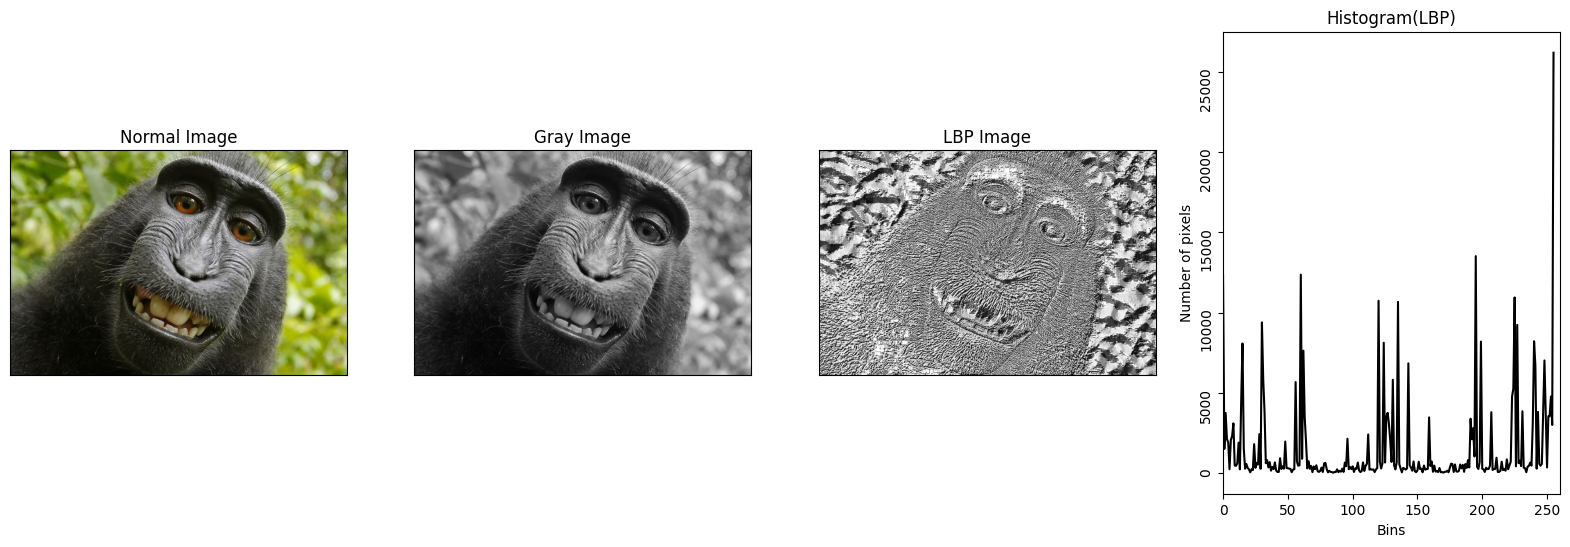 Normal Image
Gray Image
LBP Image
Histogram(LBP)
Number of pixels
25000
20000
15000
10000
5000
0
0 50 100 150 200 250
Bins